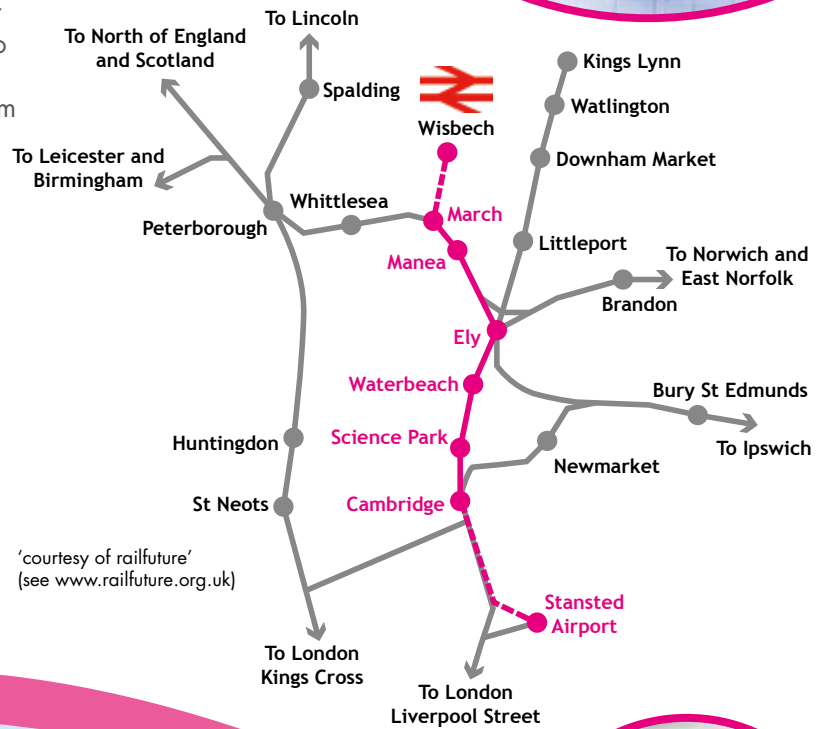 To Lincoln
To North of England
and Scotland
Kings Lynn
Spalding
Watlington
Wisbech
To Leicester and
Birmingham
Downham Market
Whittlesea
March
Peterborough
Littleport
Manea
To Norwich and
East Norfolk
Brandon
Ely
Waterbeach
Bury St Edmunds
Science Park
Huntingdon
To Ipswich
Newmarket
St Neots
Cambridge
'courtesy of railfuture'
(see www.railfuture.org.uk)
Stansted
Airport
To London
Kings Cross
To London
Liverpool Street